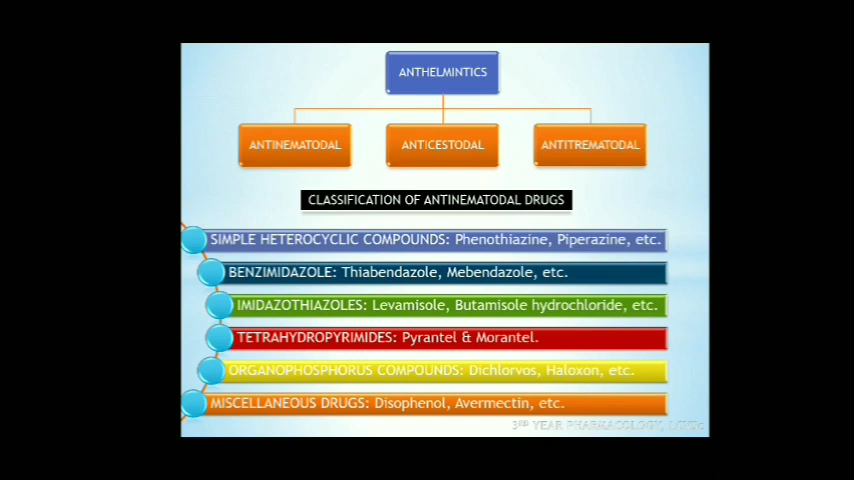 ANTHELMINTICS
ANTINEMATODAL ANTICESTODAL ANTITREMATODAL
CLASSIFICATION OF ANTINEMATODAL DRUGS
SIMPLE HETEROCYCLIC COMPOUNDS: Phenothiazine, Piperazine, etc.
BENZIMIDAZOLE: Thiabendazole, Mebendazole, etc.
IMIDAZOTHIAZOLES: Levamisole, Butamisole hydrochloride, etc.
TETRAHYDROPYRIMIDES: Pyrantel & Morantel.
ORGANOPHOSPHORUS COMPOUNDS: Dichlorvos, Haloxon, etc.
MISCELLANEOUS DRUGS: Disophenol, Avermectin, etc.
3RD YEAR PHARMACOLOGY,